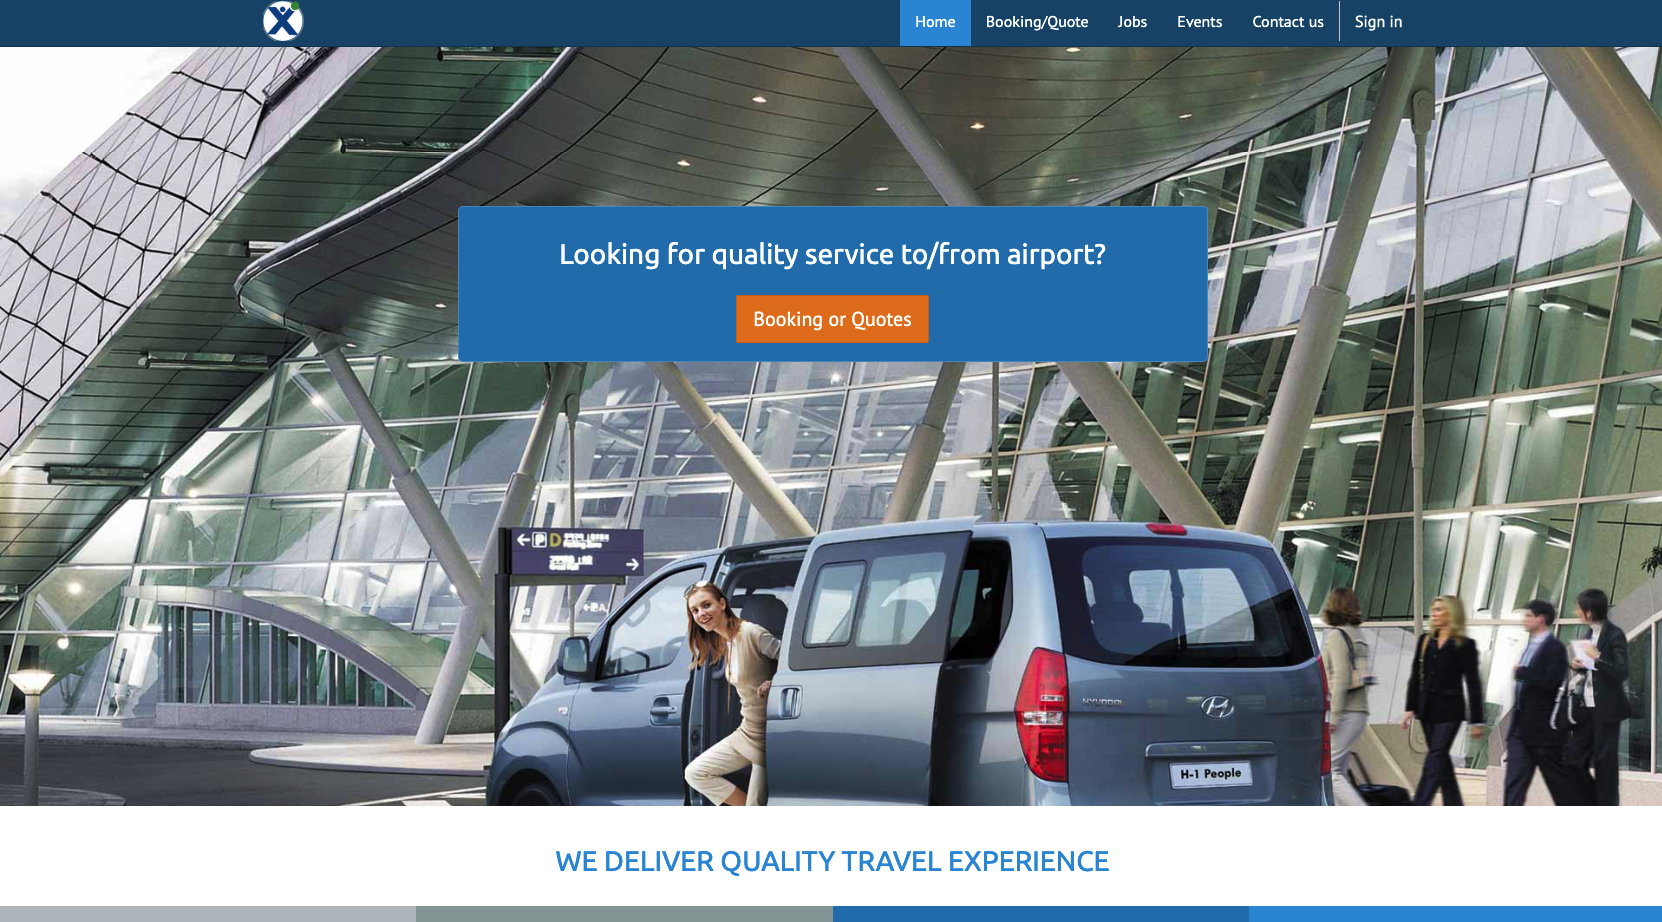 Home Booking/Quote Jobs Events Contact us Sign in
Looking for quality service to/from airport?
Booking or Quotes
P D
HYUNDAI
H-1 People
WE DELIVER QUALITY TRAVEL EXPERIENCE